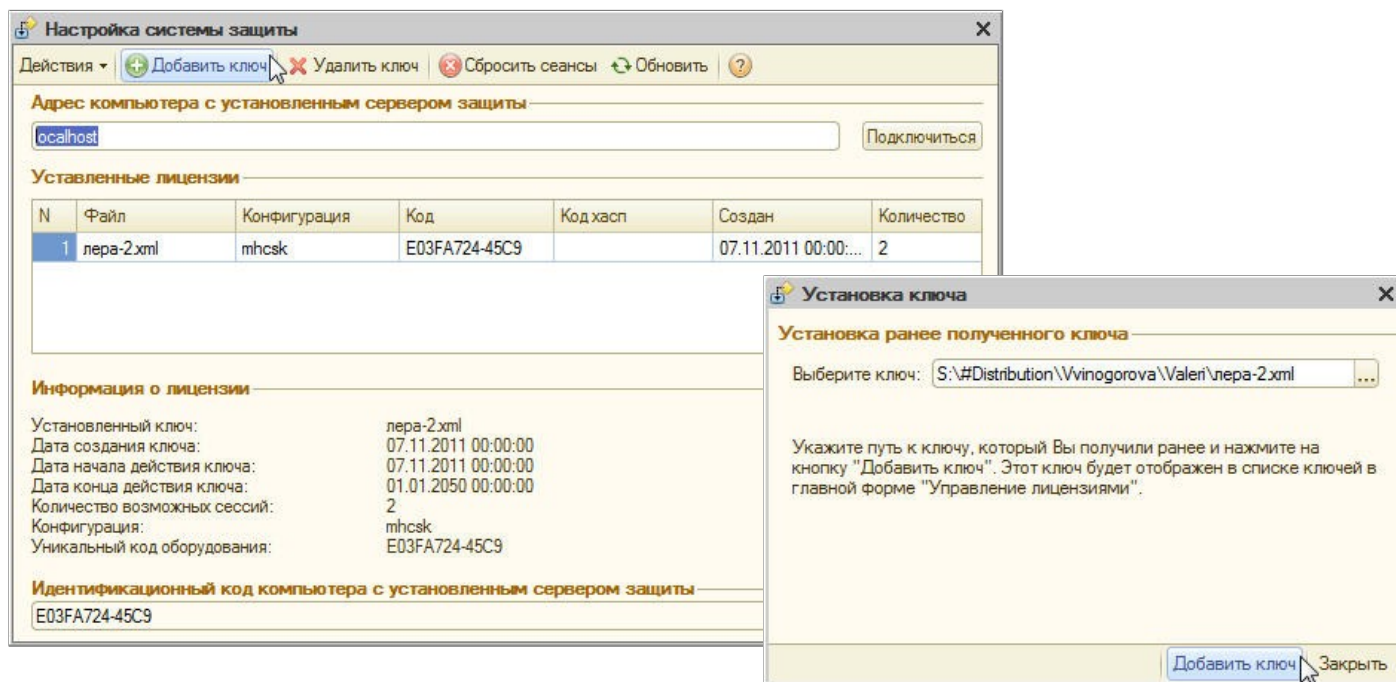 Настройка системы защиты
Действия Добавить ключ Удалить ключ Сбросить сеансы Обновить ?
Адрес компьютера с установленным сервером защиты
ocalhost Подключиться
Уставленные лицензии
N Файл Конфигурация Код Код хасп Создан Количество
1 лера-2.xml mhcsk E03FA724-45C9 07.11.2011 00:00:... 2
Информация о лицензии
Установленный ключ: лера-2.xml
Дата создания ключа: 07.11.2011 00:00:00
Дата начала действия ключа: 07.11.2011 00:00:00
Дата конца действия ключа: 01.01.2050 00:00:00
Количество возможных сессий: 2
Конфигурация: mhcsk
Уникальный код оборудования: E03FA724-45C9
Идентификационный код компьютера с установленным сервером защиты
E03FA724-45C9
Установка ключа
Установка ранее полученного ключа
Выберите ключ: S:\#Distribution\Vvinogorova\Valeri\лера-2.xml ...
Укажите путь к ключу, который Вы получили ранее и нажмите на
кнопку "Добавить ключ". Этот ключ будет отображен в списке ключей в
главной форме "Управление лицензиями".
Добавить ключ Закрыть